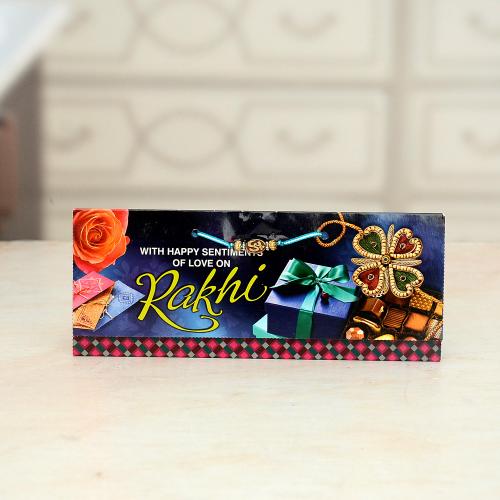 WITH HAPPY SENTIMENTS
OF LOVE ON
Rakhi